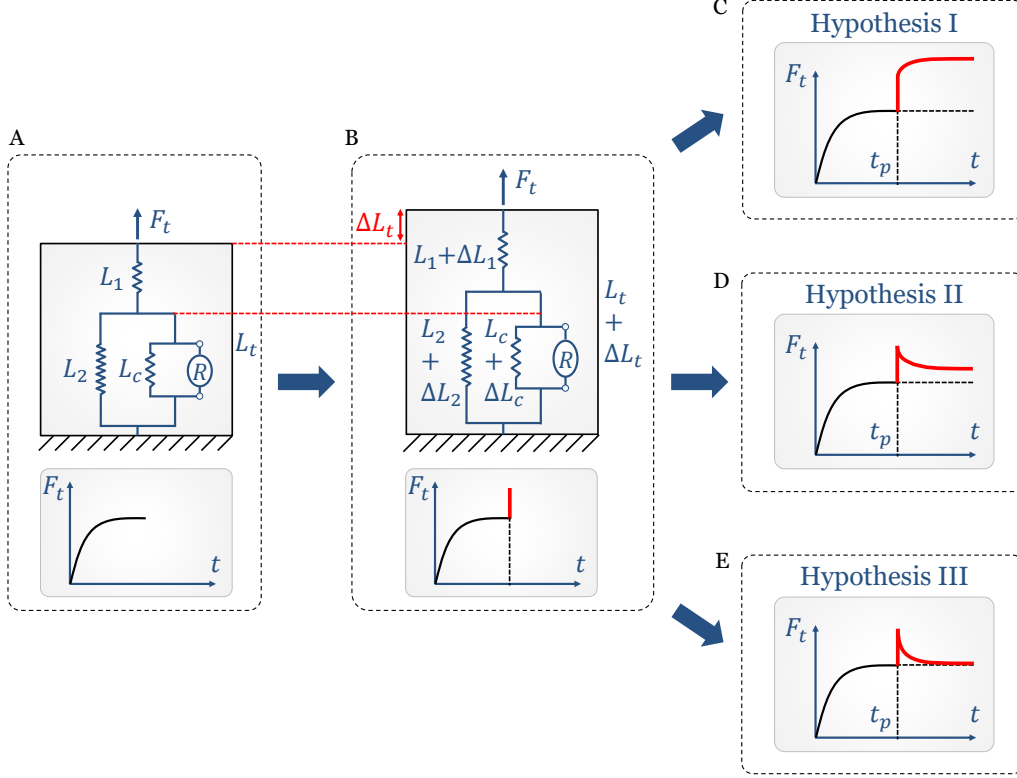 A
F_t
L_1
L_2
L_c
R
L_t
F_t
t
B
F_t
ΔL_t
L_1+ΔL_1
L_2
+
ΔL_2
L_c
+
ΔL_c
R
L_t
+
ΔL_t
F_t
t
C
Hypothesis I
F_t
t_p
t
D
Hypothesis II
F_t
t_p
t
E
Hypothesis III
F_t
t_p
t